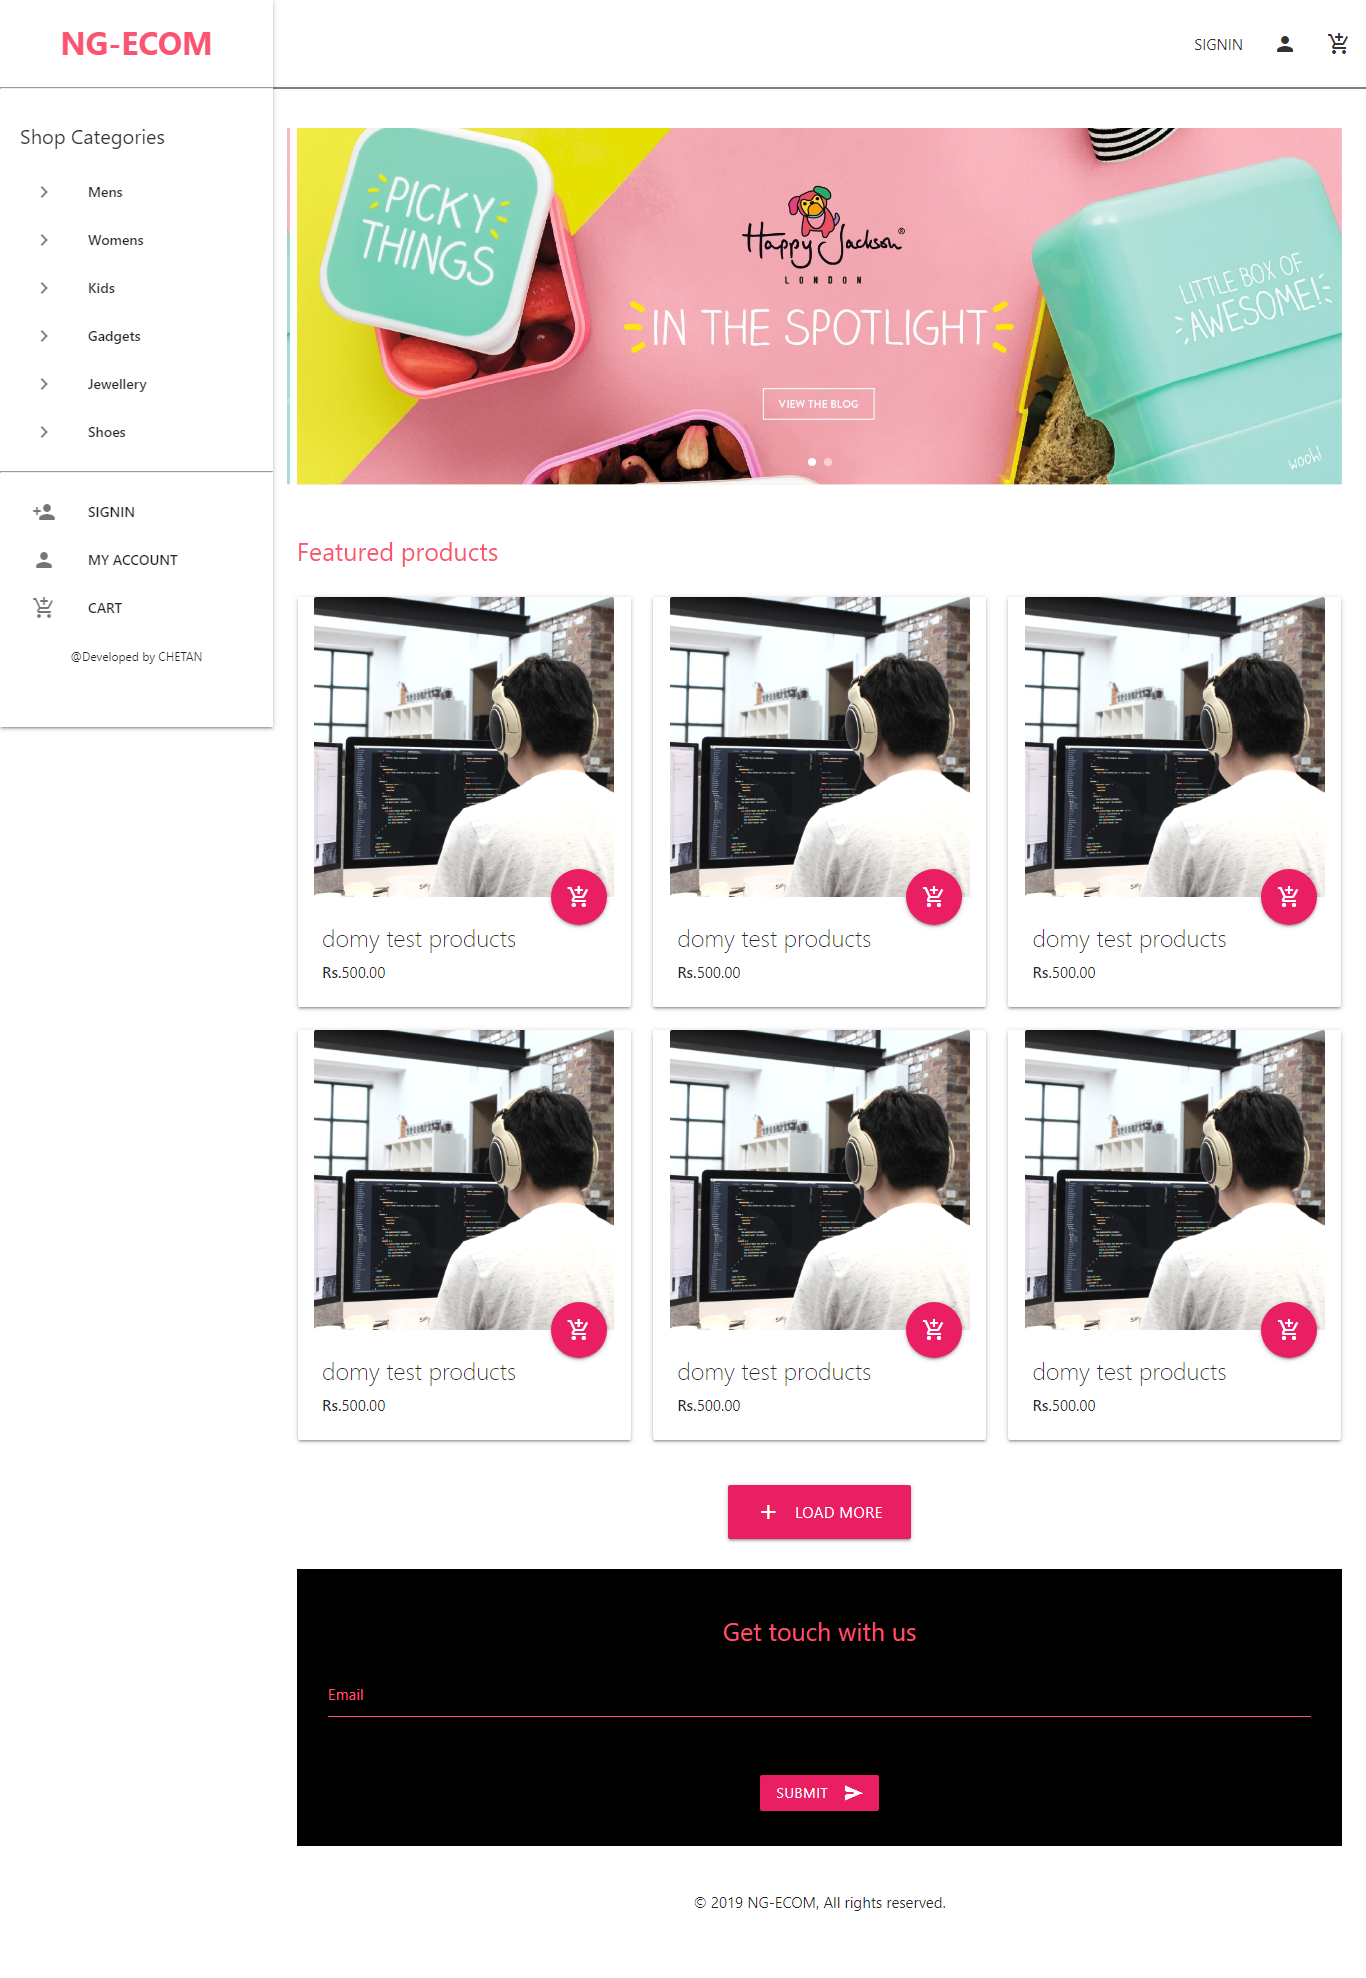 NG-ECOM
SIGNIN
Shop Categories
Mens
Womens
Kids
Gadgets
Jewellery
Shoes
SIGNIN
MY ACCOUNT
CART
@Developed by CHETAN
PICKY
THINGS
Happy Jackson®
LONDON
IN THE SPOTLIGHT
VIEW THE BLOG
LITTLE BOX OF
AWESOME!
wooh!
Featured products
domy test products
Rs.500.00
domy test products
Rs.500.00
domy test products
Rs.500.00
domy test products
Rs.500.00
domy test products
Rs.500.00
domy test products
Rs.500.00
LOAD MORE
Get touch with us
Email
SUBMIT
© 2019 NG-ECOM, All rights reserved.